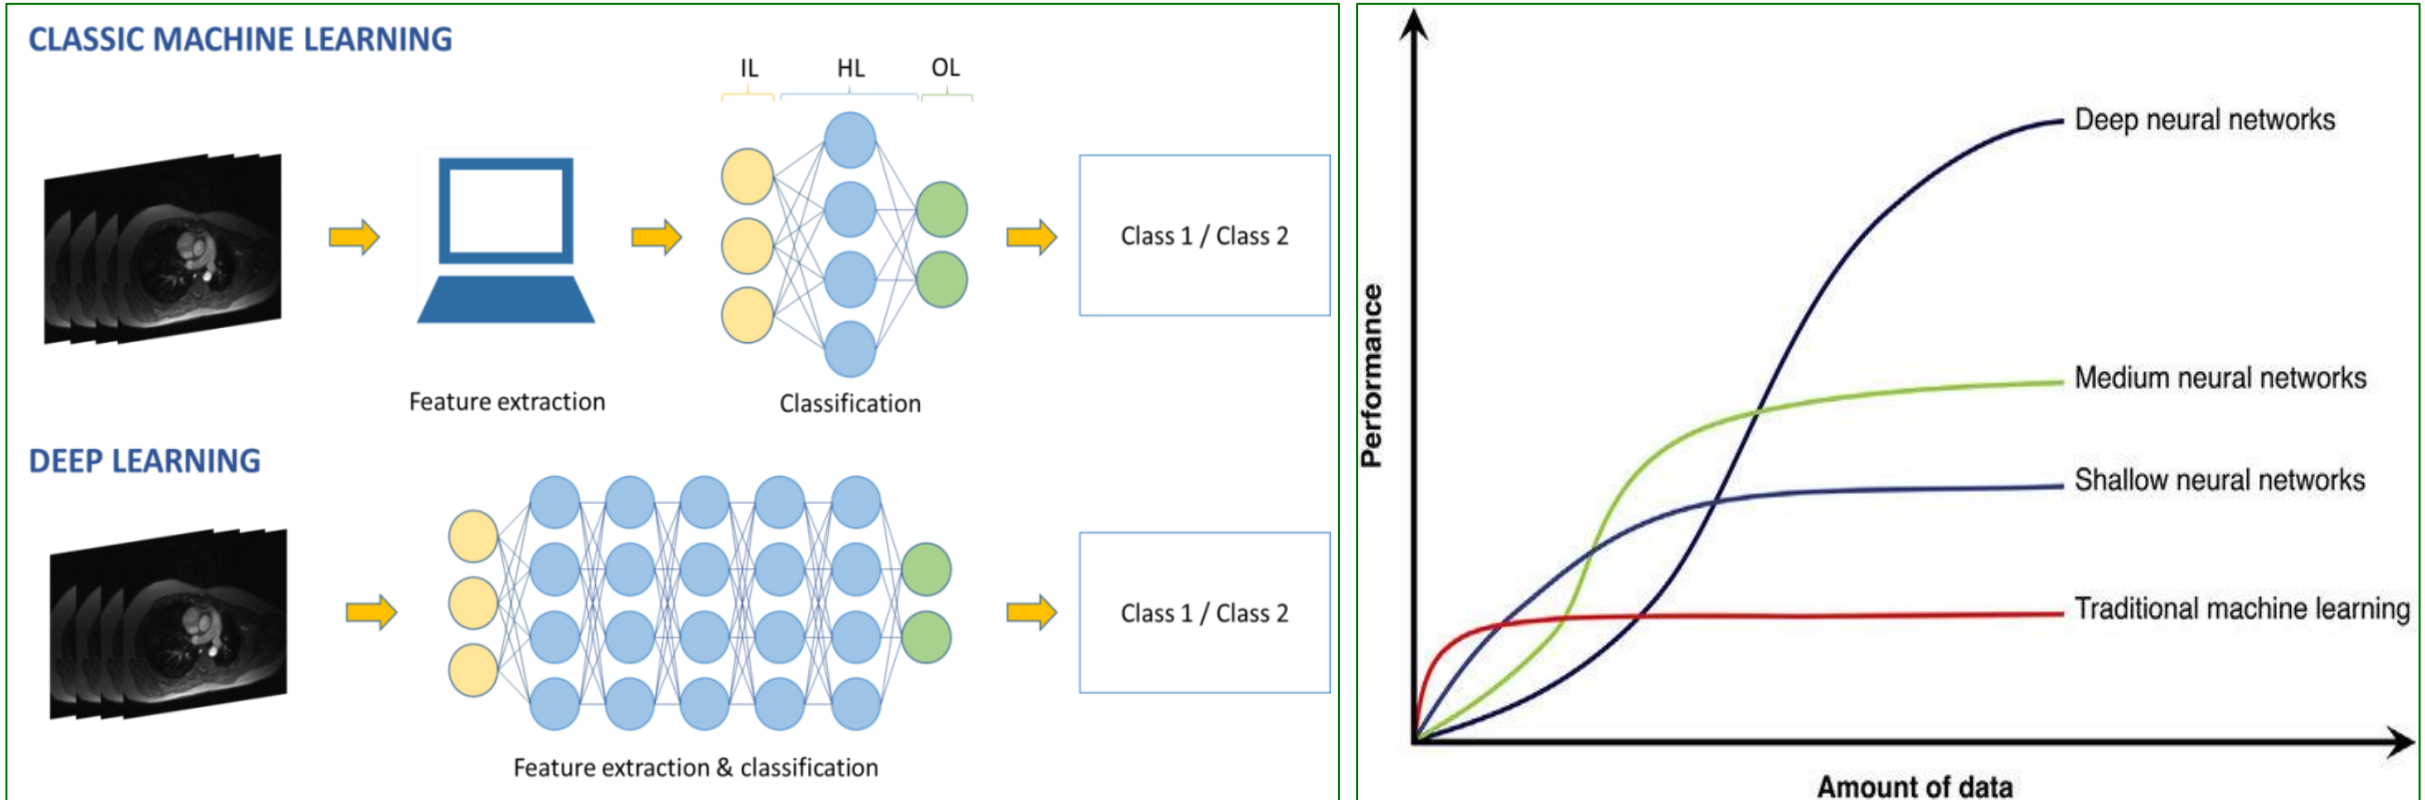 CLASSIC MACHINE LEARNING
IL HL OL
Class 1 / Class 2
Feature extraction
Classification
DEEP LEARNING
Class 1 / Class 2
Feature extraction & classification
Performance
Deep neural networks
Medium neural networks
Shallow neural networks
Traditional machine learning
Amount of data